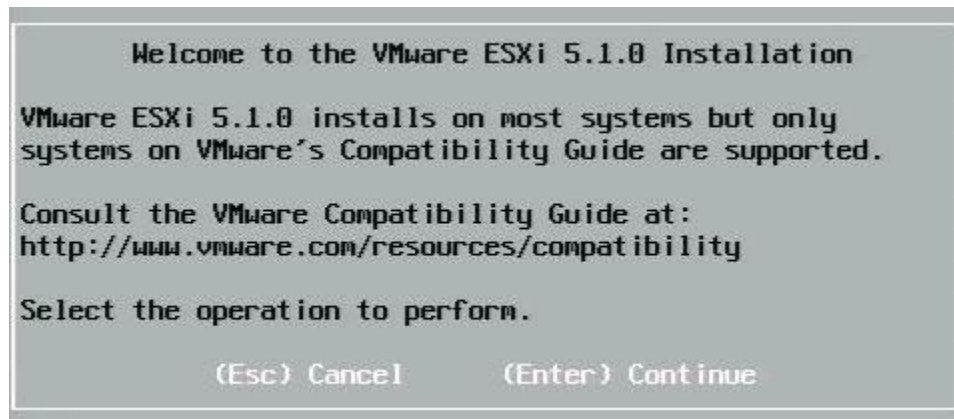 Welcome to the VMware ESXi 5.1.0 Installation
VMware ESXi 5.1.0 installs on most systems but only
systems on VMware's Compatibility Guide are supported.
Consult the VMware Compatibility Guide at:
http://www.vmware.com/resources/compatibility
Select the operation to perform.
(Esc) Cancel (Enter) Continue